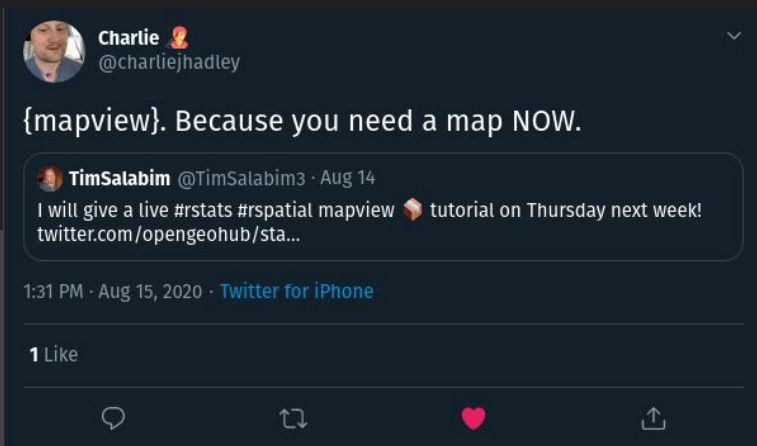 Charlie 👩‍🎤
@charliejhadley
{mapview}. Because you need a map NOW.
TimSalabim @TimSalabim3 · Aug 14
I will give a live #rstats #rspatial mapview 📦 tutorial on Thursday next week!
twitter.com/opengeohub/sta...
1:31 PM · Aug 15, 2020 · Twitter for iPhone
1 Like